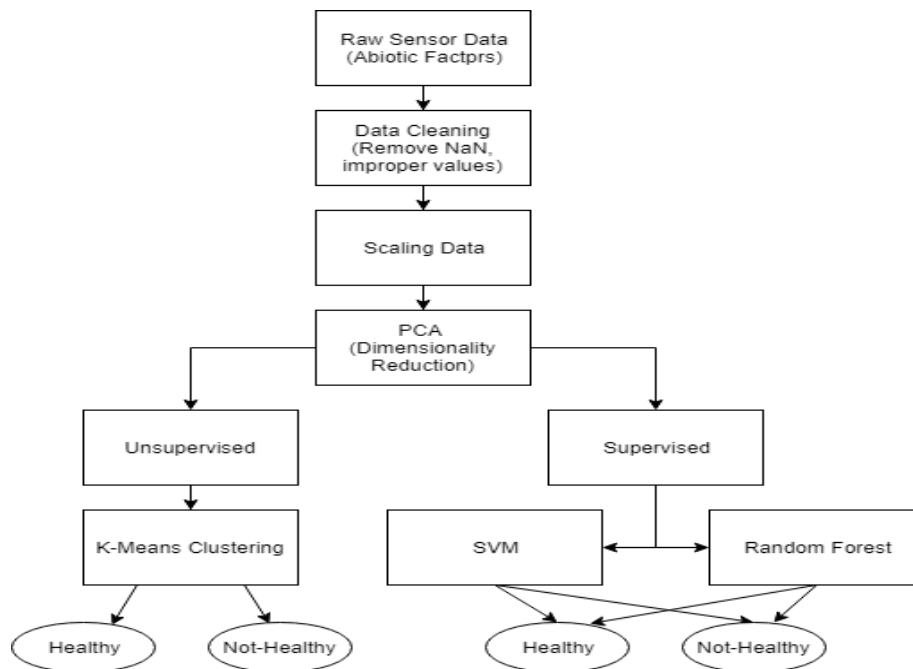 Raw Sensor Data
(Abiotic Factprs)
Data Cleaning
(Remove NaN,
improper values)
Scaling Data
PCA
(Dimensionality
Reduction)
Unsupervised
Supervised
K-Means Clustering
SVM
Random Forest
Healthy
Not-Healthy
Healthy
Not-Healthy